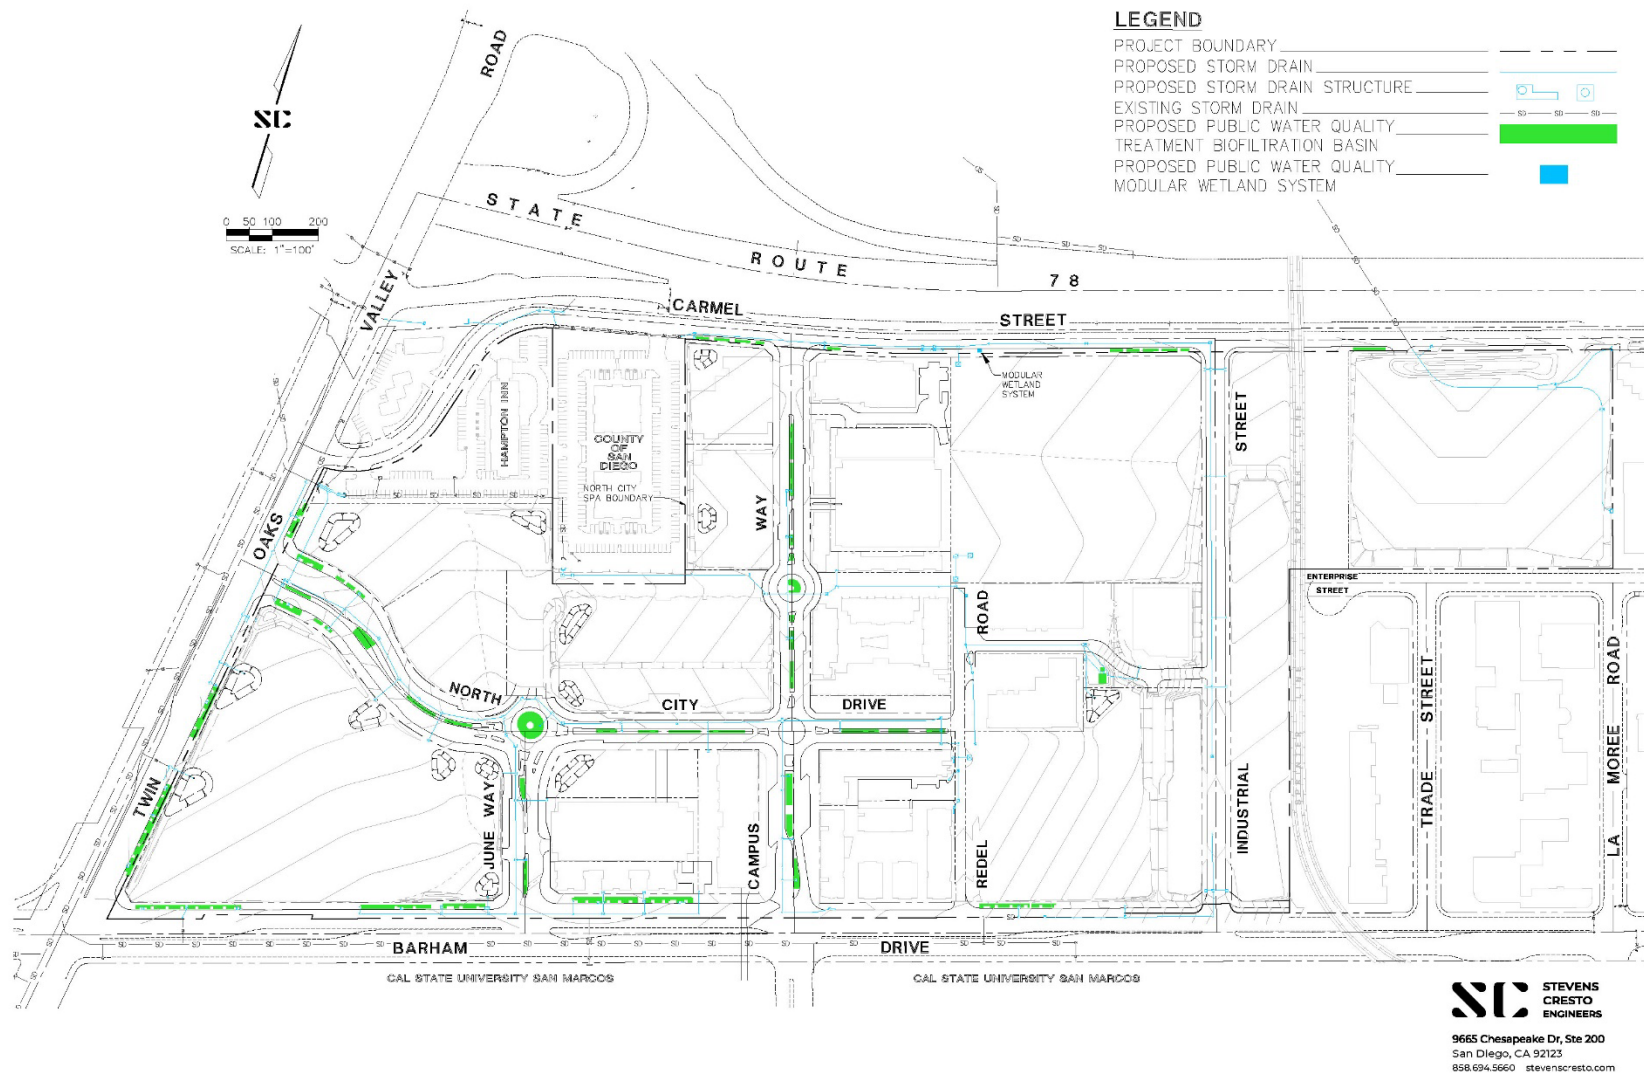 LEGEND
PROJECT BOUNDARY
PROPOSED STORM DRAIN
PROPOSED STORM DRAIN STRUCTURE
EXISTING STORM DRAIN
SD SD SD
PROPOSED PUBLIC WATER QUALITY
TREATMENT BIOFILTRATION BASIN
PROPOSED PUBLIC WATER QUALITY
MODULAR WETLAND SYSTEM
SC
0 50 100 200
SCALE: 1"=100'
ROAD
VALLEY
OAKS
TWIN
STATE
ROUTE
78
CARMEL
STREET
HAMPTON INN
COUNTY
OF
SAN
DIEGO
NORTH CITY
SPA BOUNDARY
MODULAR
WETLAND
SYSTEM
WAY
STREET
ENTERPRISE
STREET
ROAD
NORTH
CITY
DRIVE
JUNE WAY
CAMPUS
REDEL
INDUSTRIAL
TRADE STREET
LA MOREE ROAD
BARHAM
DRIVE
CAL STATE UNIVERSITY SAN MARCOS
CAL STATE UNIVERSITY SAN MARCOS
SC
STEVENS
CRESTO
ENGINEERS
9665 Chesapeake Dr, Ste 200
San Diego, CA 92123
858.694.5660 stevenscresto.com